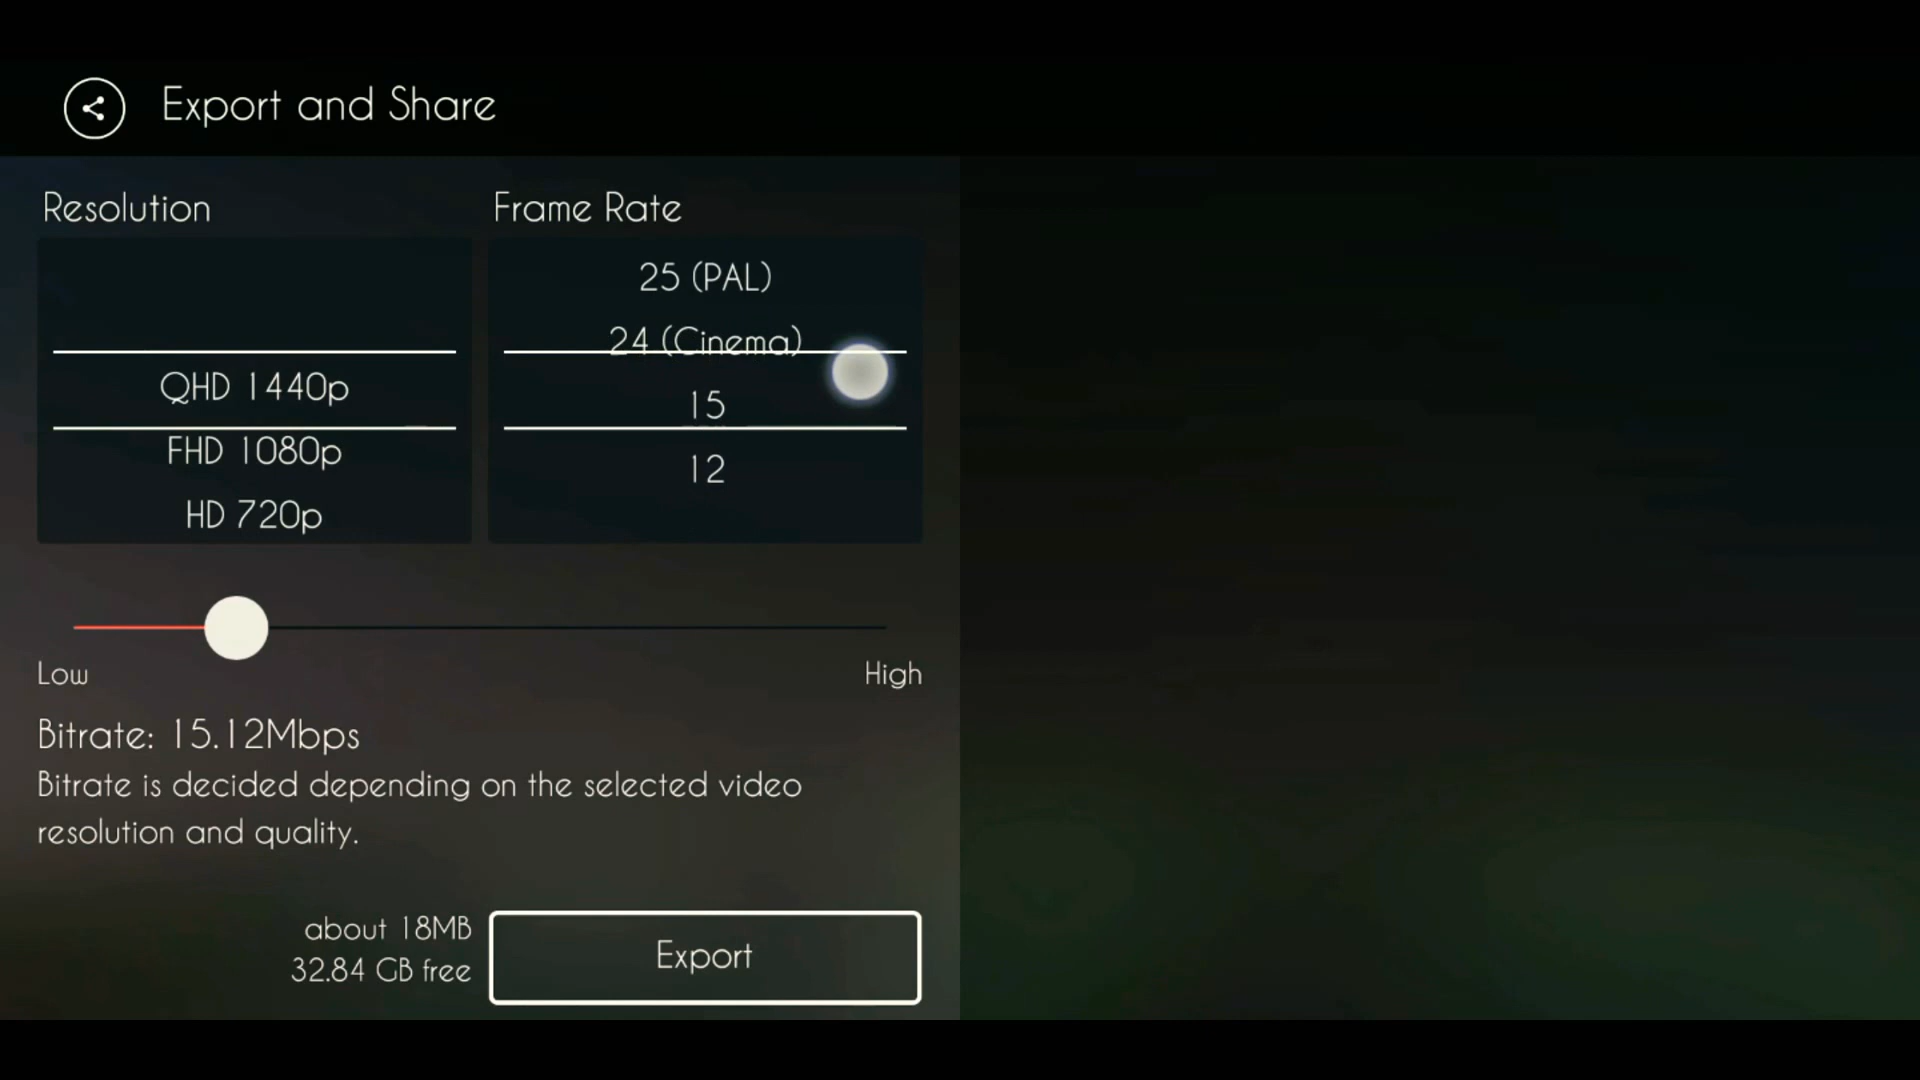 Export and Share
Resolution
Frame Rate
QHD 1440p
FHD 1080p
HD 720p
25 (PAL)
24 (Cinema)
15
12
Low
High
Bitrate: 15.12Mbps
Bitrate is decided depending on the selected video
resolution and quality.
about 18MB
32.84 GB free
Export